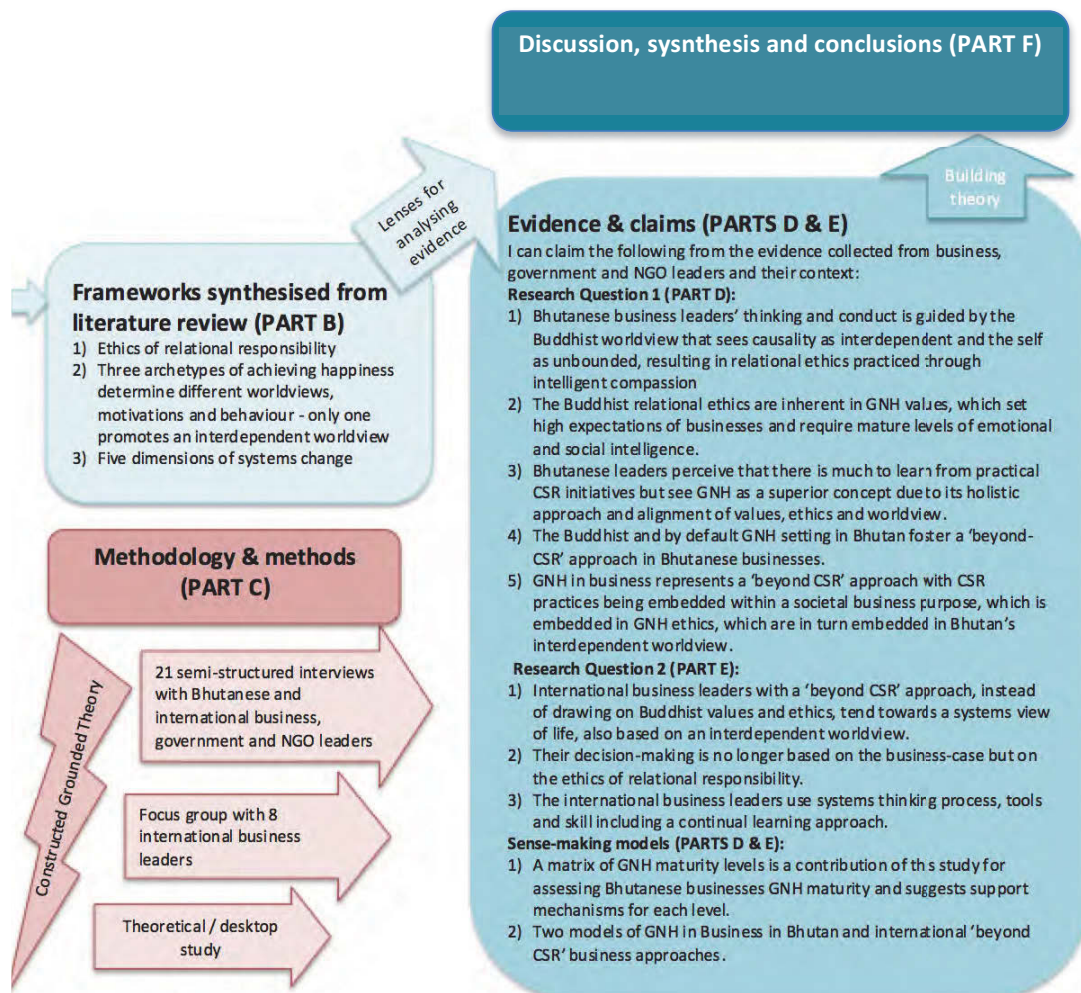 Discussion, sysnthesis and conclusions (PART F)
Lenses for
analysing
evidence
Building
theory
Frameworks synthesised from
literature review (PART B)
1) Ethics of relational responsibility
2) Three archetypes of achieving happiness
determine different worldviews,
motivations and behaviour - only one
promotes an interdependent worldview
3) Five dimensions of systems change
Methodology & methods
(PART C)
Constructed Grounded Theory
21 semi-structured interviews
with Bhutanese and
international business,
government and NGO leaders
Focus group with 8
international business
leaders
Theoretical / desktop
study
Evidence & claims (PARTS D & E)
I can claim the following from the evidence collected from business,
government and NGO leaders and their context:
Research Question 1 (PART D):
1) Bhutanese business leaders' thinking and conduct is guided by the
Buddhist worldview that sees causality as interdependent and the self
as unbounded, resulting in relational ethics practiced through
intelligent compassion
2) The Buddhist relational ethics are inherent in GNH values, which set
high expectations of businesses and require mature levels of emotional
and social intelligence.
3) Bhutanese leaders perceive that there is much to learn from practical
CSR initiatives but see GNH as a superior concept due to its holistic
approach and alignment of values, ethics and worldview.
4) The Buddhist and by default GNH setting in Bhutan foster a 'beyond-
CSR' approach in Bhutanese businesses.
5) GNH in business represents a 'beyond CSR' approach with CSR
practices being embedded within a societal business purpose, which is
embedded in GNH ethics, which are in turn embedded in Bhutan's
interdependent worldview.
Research Question 2 (PART E):
1) International business leaders with a 'beyond CSR' approach, instead
of drawing on Buddhist values and ethics, tend towards a systems view
of life, also based on an interdependent worldview.
2) Their decision-making is no longer based on the business-case but on
the ethics of relational responsibility.
3) The international business leaders use systems thinking process, tools
and skill including a continual learning approach.
Sense-making models (PARTS D & E):
1) A matrix of GNH maturity levels is a contribution of ths study for
assessing Bhutanese businesses GNH maturity and suggests support
mechanisms for each level.
2) Two models of GNH in Business in Bhutan and international 'beyond
CSR' business approaches.